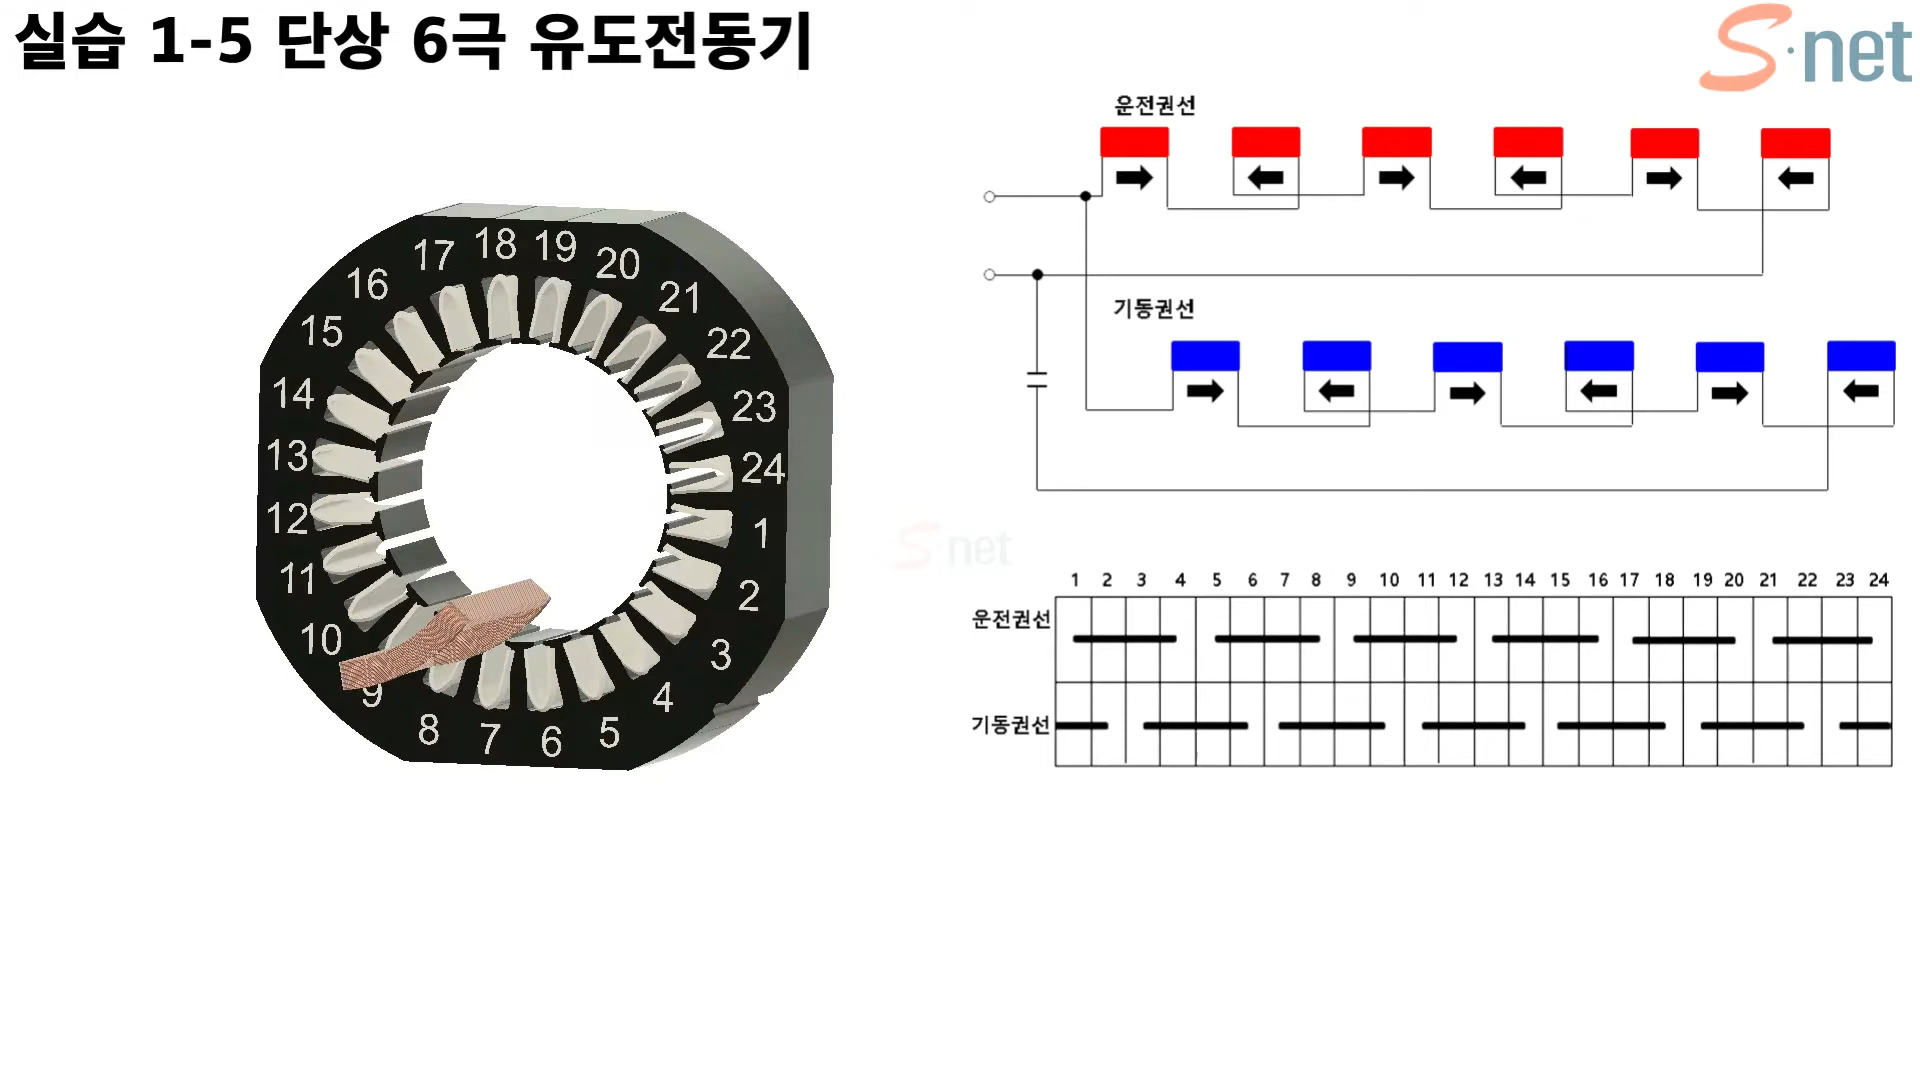 실습 1-5 단상 6극 유도전동기
S·net
운전권선
기동권선
17 18 19 20
16 21
15 22
14 23
13 24
12 1
11 2
10 3
9 4
8 7 6 5
S·net
1 2 3 4 5 6 7 8 9 10 11 12 13 14 15 16 17 18 19 20 21 22 23 24
운전권선
기동권선